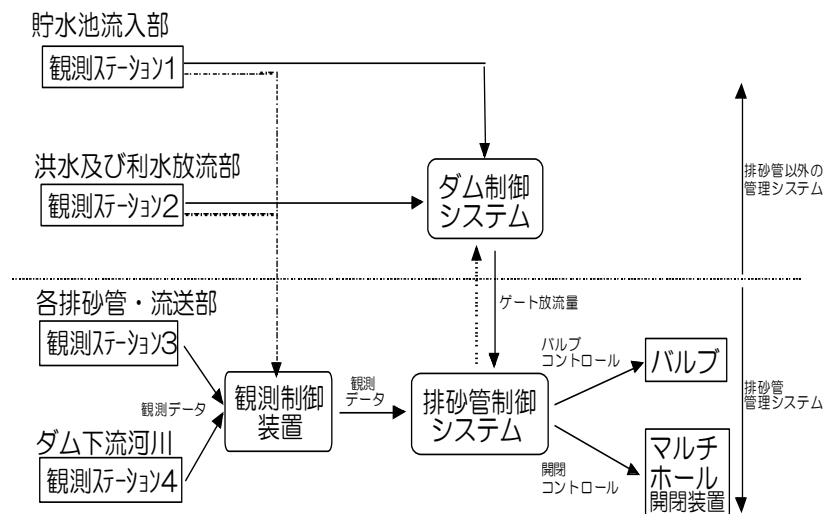 貯水池流入部
観測ステーション1
洪水及び利水放流部
観測ステーション2
ダム制御
システム
排砂管以外の
管理システム
各排砂管・流送部
観測ステーション3
ゲート放流量
バルブ
コントロール
バルブ
観測データ
観測制御
装置
観測
データ
排砂管制御
システム
排砂管
管理システム
ダム下流河川
観測ステーション4
開閉
コントロール
マルチ
ホール
開閉装置